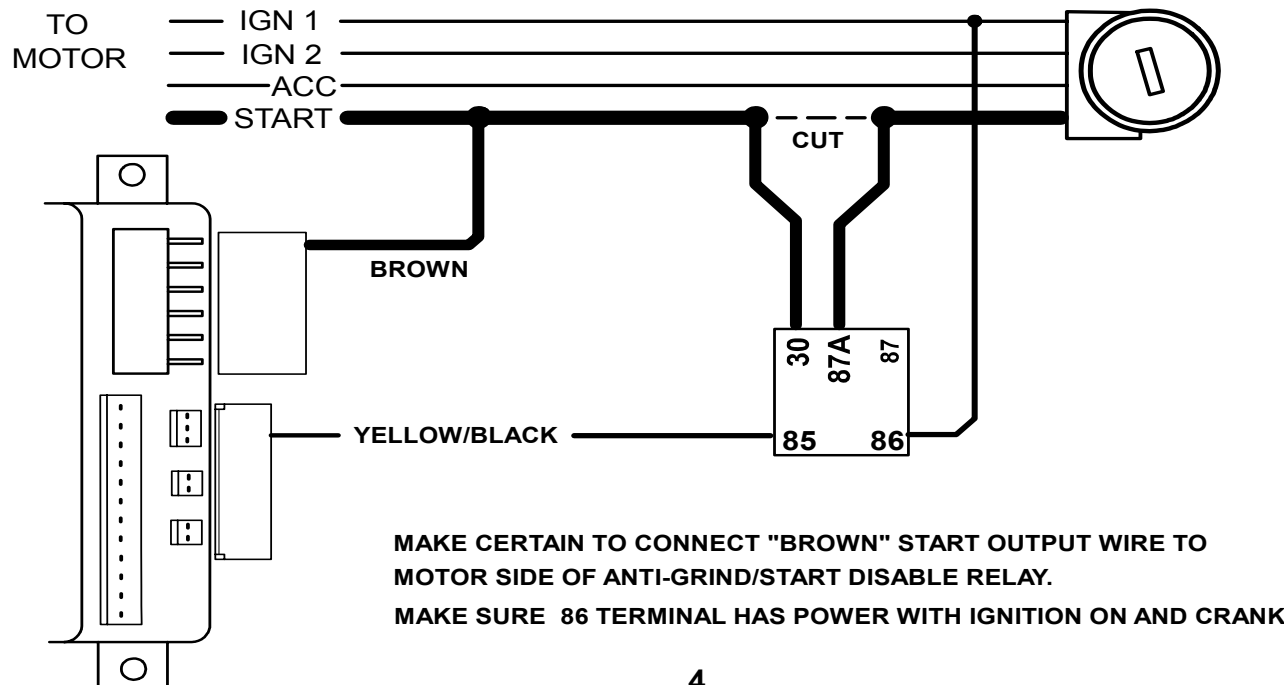 TO
MOTOR
IGN 1
IGN 2
ACC
START
CUT
BROWN
30
87A
87
YELLOW/BLACK
85
86
MAKE CERTAIN TO CONNECT "BROWN" START OUTPUT WIRE TO
MOTOR SIDE OF ANTI-GRIND/START DISABLE RELAY.
MAKE SURE 86 TERMINAL HAS POWER WITH IGNITION ON AND CRANK
4